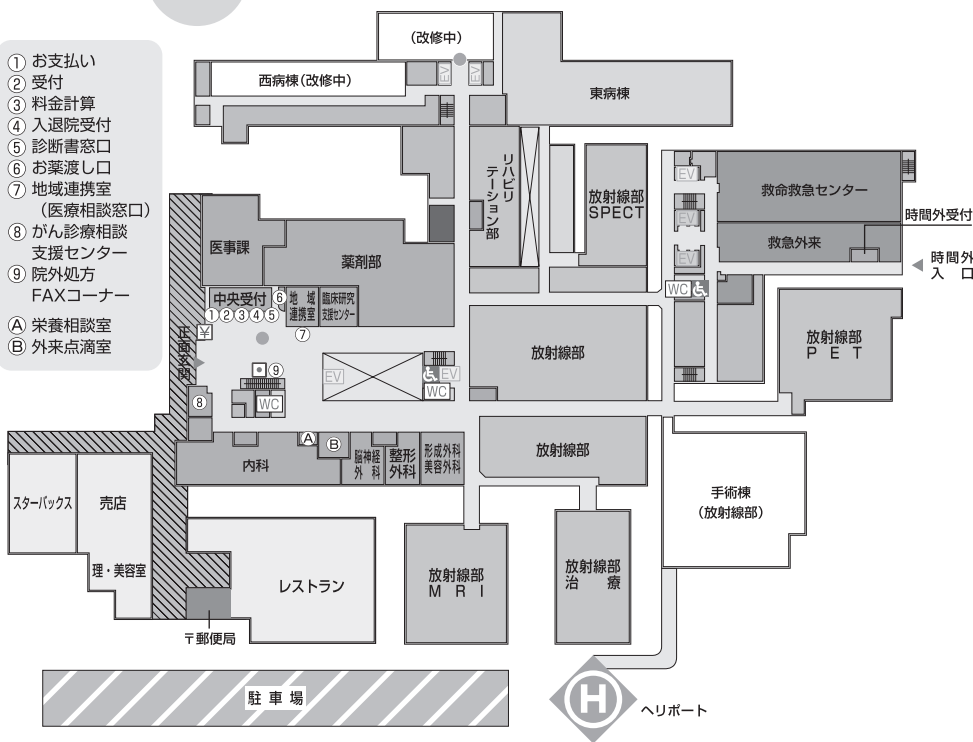 ① お支払い
② 受付
③ 料金計算
④ 入退院受付
⑤ 診断書窓口
⑥ お薬渡し口
⑦ 地域連携室
（医療相談窓口）
⑧ がん診療相談
支援センター
⑨ 院外処方
FAXコーナー
Ⓐ 栄養相談室
Ⓑ 外来点滴室
（改修中）
西病棟（改修中）
EV
EV
東病棟
リハビリ
テーション部
放射線部
SPECT
EV
EV
EV
救命救急センター
救急外来
時間外受付
時間外
入口
WC
医事課
薬剤部
中央受付
① ② ③ ④ ⑤
⑥
地域
連携室
臨床研究
支援センター
⑦
正面玄関
¥
⑨
⑧
WC
EV
EV
WC
放射線部
放射線部
PET
Ⓐ
Ⓑ
内科
脳神経
外科
整形
外科
形成外科
美容外科
放射線部
手術棟
（放射線部）
スターバックス
売店
理・美容室
レストラン
〒郵便局
放射線部
MRI
放射線部
治療
駐車場
H
ヘリポート